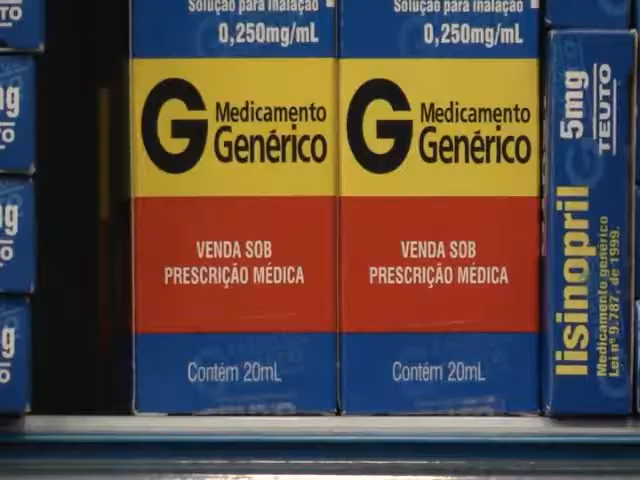 Solução para inalação
0,250mg/mL
G Medicamento
Genérico
VENDA SOB
PRESCRIÇÃO MÉDICA
Contém 20mL
Solução para inalação
0,250mg/mL
G Medicamento
Genérico
VENDA SOB
PRESCRIÇÃO MÉDICA
Contém 20mL
lisinopril 5mg
TEUTO
Medicamento genérico
Lei nº 9.787, de 1999.